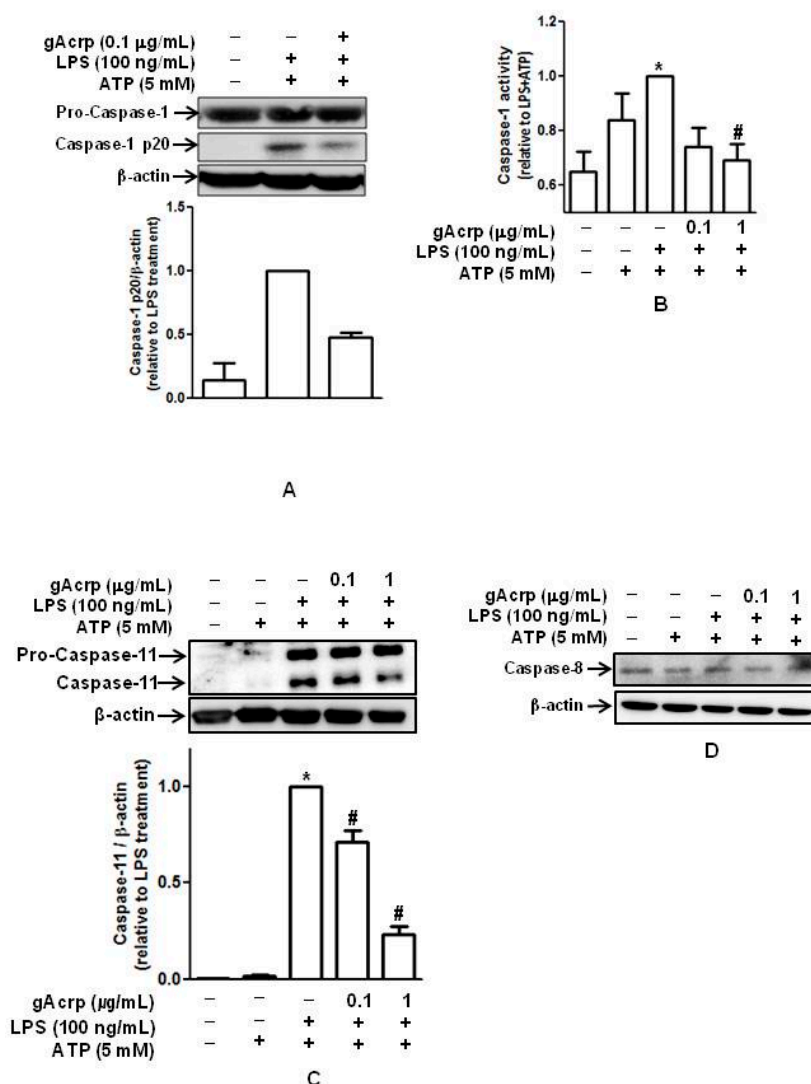 gAcrp (0.1 µg/mL) – – +
LPS (100 ng/mL) – + +
ATP (5 mM) – + +
Pro-Caspase-1
Caspase-1 p20
β-actin
Caspase-1 p20/β-actin
(relative to LPS treatment)
1.5
1.0
0.5
0.0
A
Caspase-1 activity
(relative to LPS+ATP)
1.2
1.0
0.8
0.6
*
#
gAcrp (µg/mL) – – – 0.1 1
LPS (100 ng/mL) – – + + +
ATP (5 mM) – + + + +
B
gAcrp (µg/mL) – – – 0.1 1
LPS (100 ng/mL) – – + + +
ATP (5 mM) – + + + +
Pro-Caspase-11
Caspase-11
β-actin
Caspase-11 / β-actin
(relative to LPS treatment)
1.0
0.5
0.0
*
#
#
gAcrp (µg/mL) – – – 0.1 1
LPS (100 ng/mL) – – + + +
ATP (5 mM) – + + + +
C
gAcrp (µg/mL) – – – 0.1 1
LPS (100 ng/mL) – – + + +
ATP (5 mM) – + + + +
Caspase-8
β-actin
D